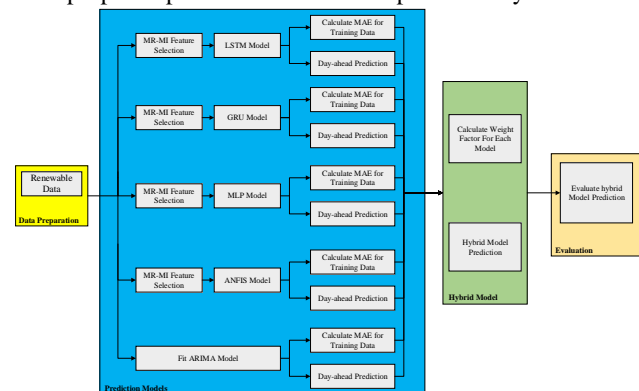 Renewable
Data
Data Preparation
MR-MI Feature
Selection
LSTM Model
Calculate MAE for
Training Data
Day-ahead Prediction
MR-MI Feature
Selection
GRU Model
Calculate MAE for
Training Data
Day-ahead Prediction
MR-MI Feature
Selection
MLP Model
Calculate MAE for
Training Data
Day-ahead Prediction
MR-MI Feature
Selection
ANFIS Model
Calculate MAE for
Training Data
Day-ahead Prediction
Fit ARIMA Model
Calculate MAE for
Training Data
Day-ahead Prediction
Prediction Models
Calculate Weight
Factor For Each
Model
Hybrid Model
Prediction
Hybrid Model
Evaluate hybrid
Model Prediction
Evaluation